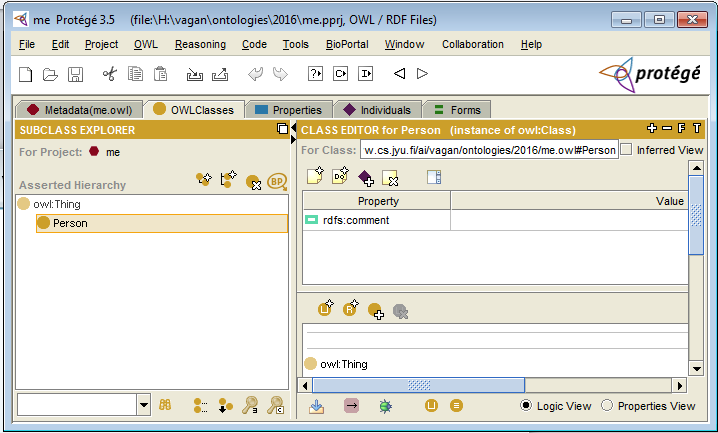 me Protégé 3.5 (file:\H:\vagan\ontologies\2016\me.pprj, OWL / RDF Files)
File Edit Project OWL Reasoning Code Tools BioPortal Window Collaboration Help
protégé
Metadata(me.owl) OWLClasses Properties Individuals Forms
SUBCLASS EXPLORER
For Project: me
Asserted Hierarchy
owl:Thing
Person
CLASS EDITOR for Person (instance of owl:Class)
F T
For Class: w.cs.jyu.fi/ai/vagan/ontologies/2016/me.owl#Person Inferred View
Property Value
rdfs:comment
owl:Thing
Logic View Properties View